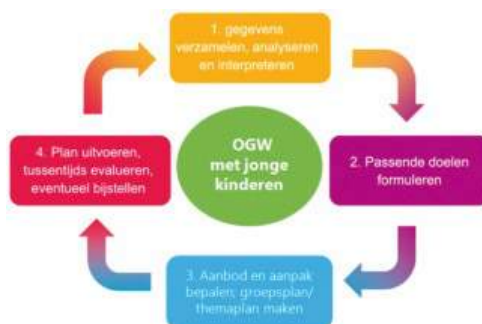 1. gegevens
verzamelen, analyseren
en interpreteren
OGW
met jonge
kinderen
2. Passende doelen
formuleren
3. Aanbod en aanpak
bepalen; groepsplan/
themaplan maken
4. Plan uitvoeren,
tussentijds evalueren,
eventueel bijstellen